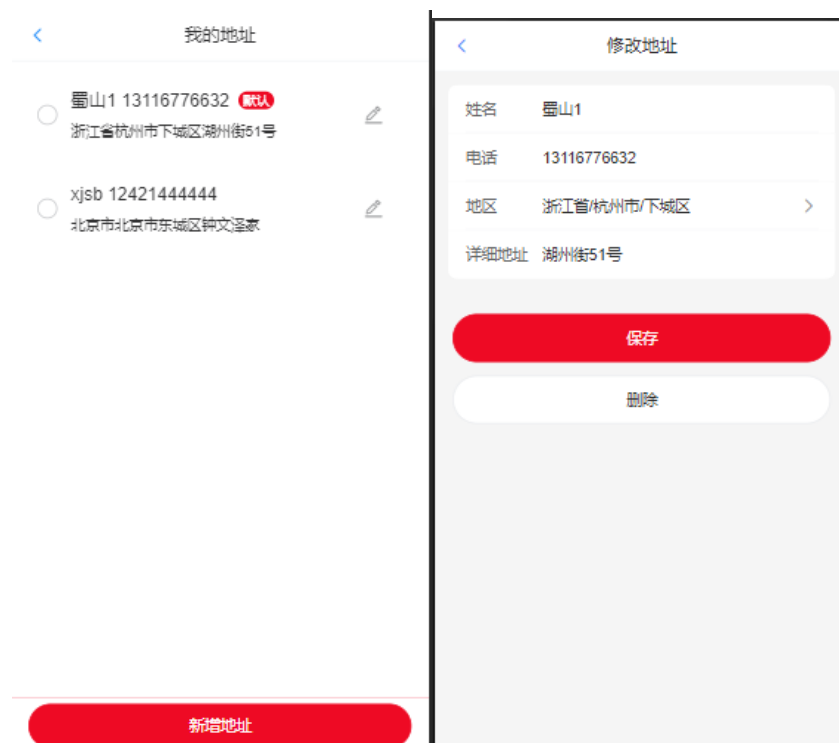 我的地址
蜀山1 13116776632 默认
浙江省杭州市下城区湖州街51号
xjsb 12421444444
北京市北京市东城区钟文泽家
新增地址
修改地址
姓名 蜀山1
电话 13116776632
地区 浙江省/杭州市/下城区
详细地址 湖州街51号
保存
删除